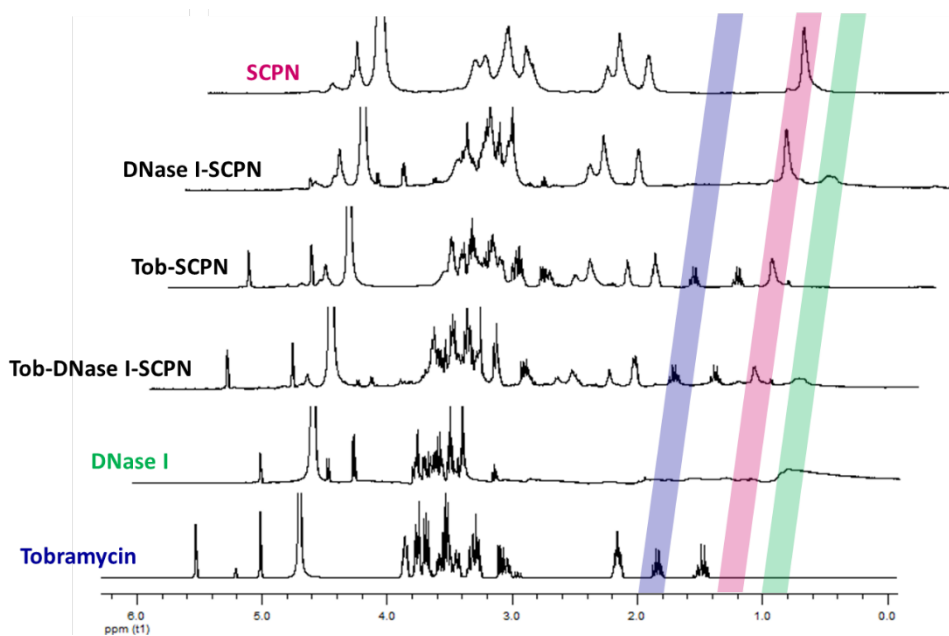 SCPN
DNase I-SCPN
Tob-SCPN
Tob-DNase I-SCPN
DNase I
Tobramycin
6.0 5.0 4.0 3.0 2.0 1.0 0.0
ppm (t1)